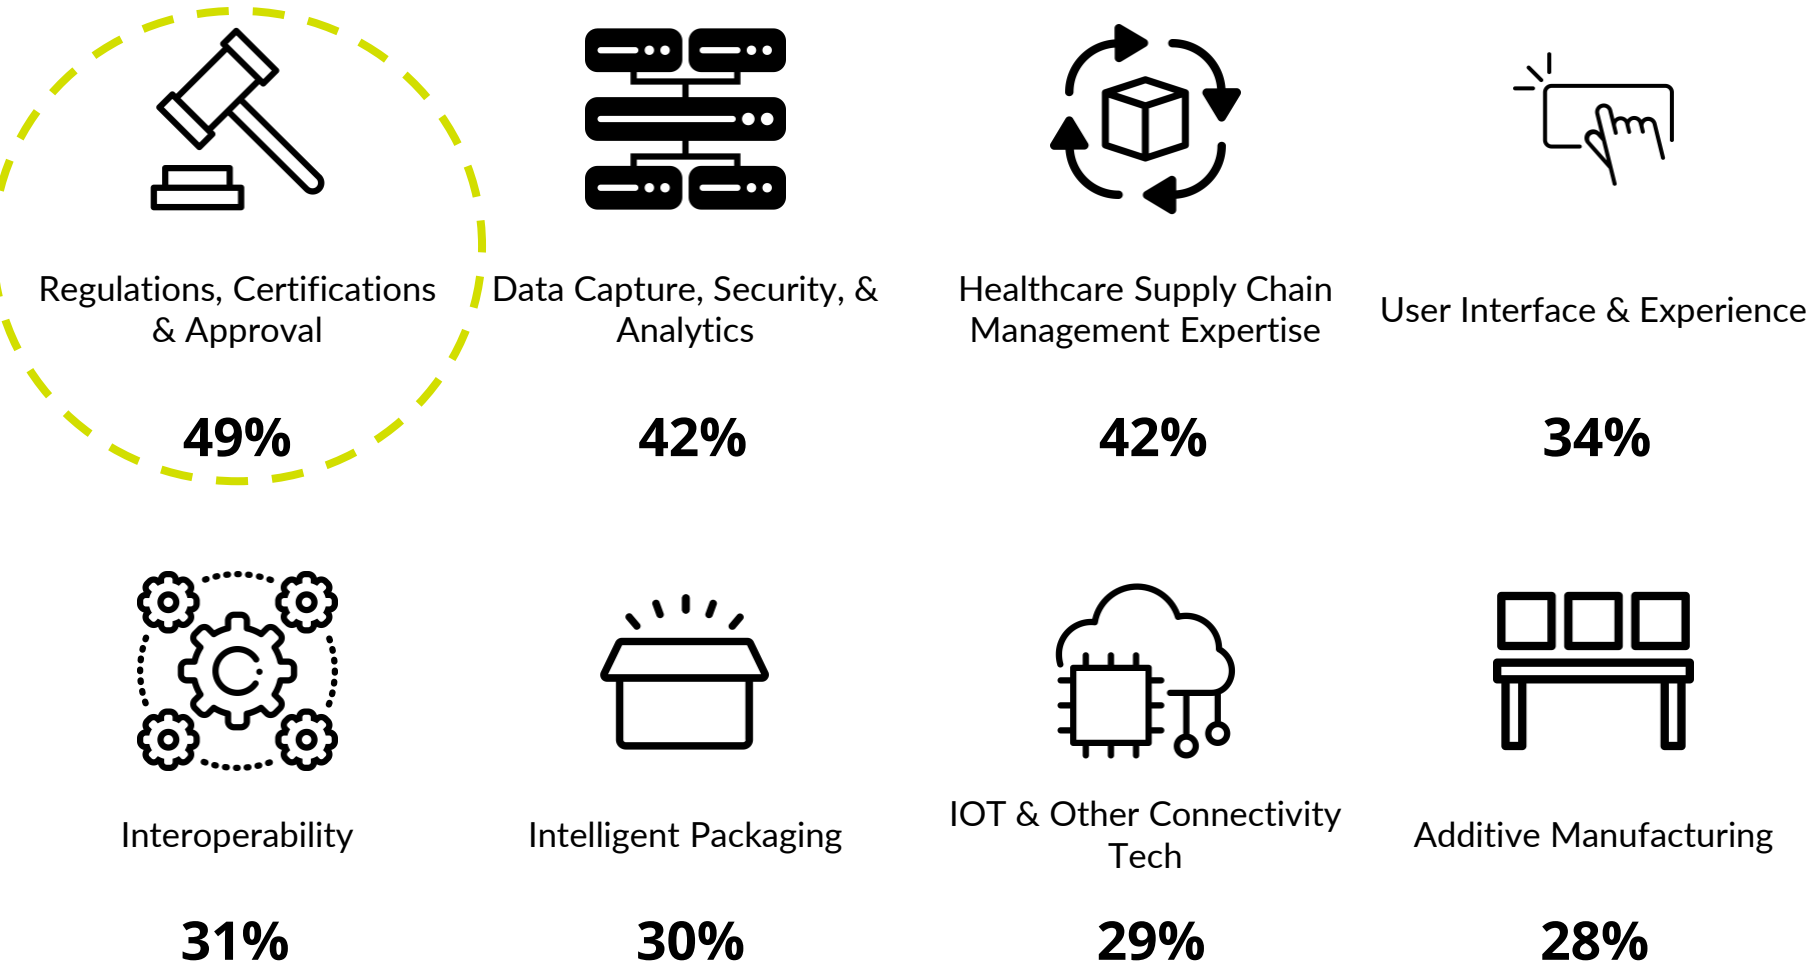 Regulations, Certifications
& Approval
49%
Data Capture, Security, &
Analytics
42%
Healthcare Supply Chain
Management Expertise
42%
User Interface & Experience
34%
Interoperability
31%
Intelligent Packaging
30%
IOT & Other Connectivity
Tech
29%
Additive Manufacturing
28%